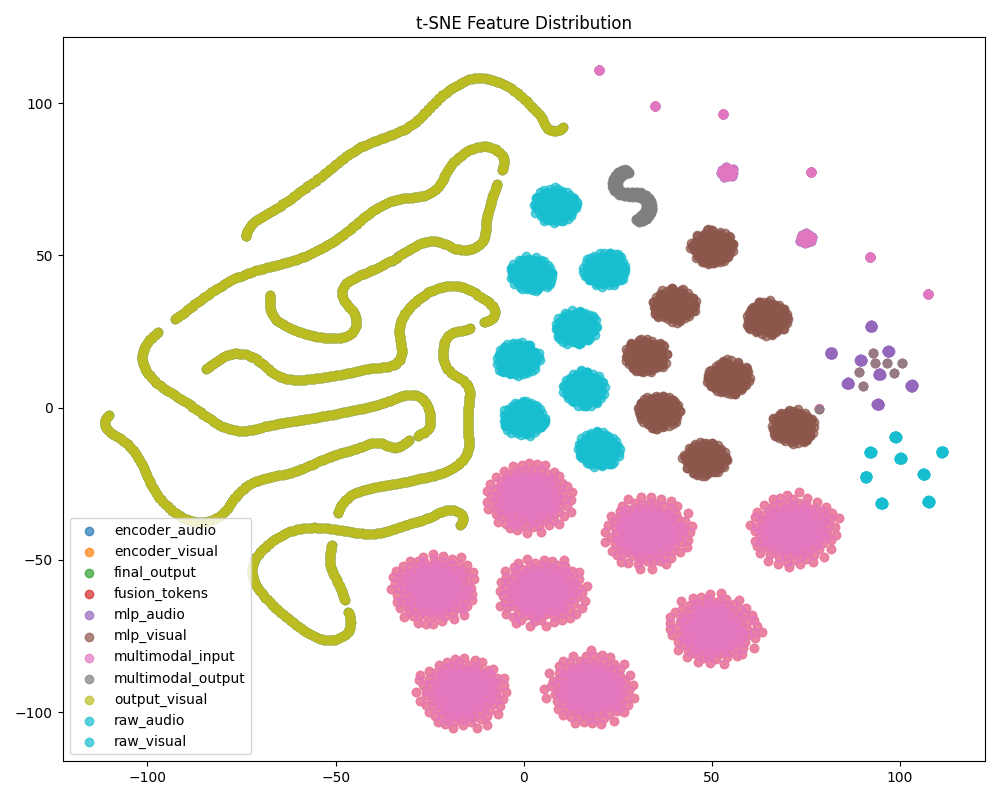 t-SNE Feature Distribution
100
50
0
−50
−100
encoder_audio
encoder_visual
final_output
fusion_tokens
mlp_audio
mlp_visual
multimodal_input
multimodal_output
output_visual
raw_audio
raw_visual
−100
−50
0
50
100